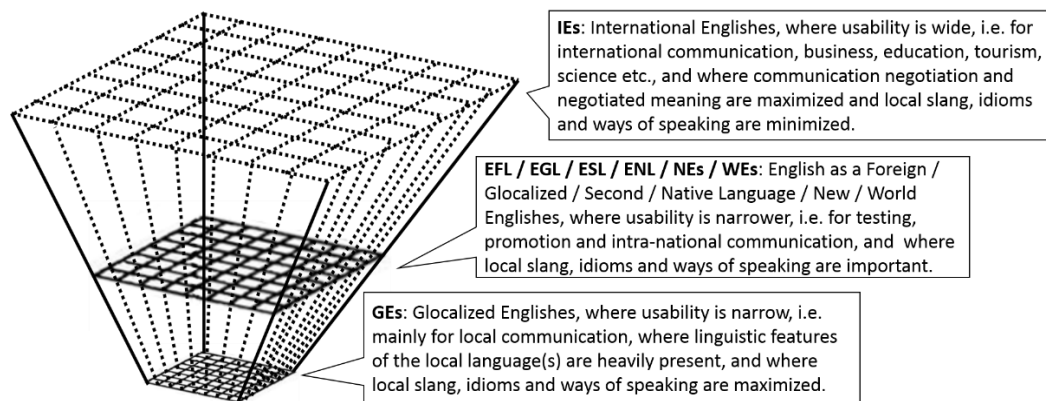 IEs: International Englishes, where usability is wide, i.e. for
international communication, business, education, tourism,
science etc., and where communication negotiation and
negotiated meaning are maximized and local slang, idioms
and ways of speaking are minimized.
EFL / EGL / ESL / ENL / NEs / WEs: English as a Foreign /
Glocalized / Second / Native Language / New / World
Englishes, where usability is narrower, i.e. for testing,
promotion and intra-national communication, and where
local slang, idioms and ways of speaking are important.
GEs: Glocalized Englishes, where usability is narrow, i.e.
mainly for local communication, where linguistic features
of the local language(s) are heavily present, and where
local slang, idioms and ways of speaking are maximized.